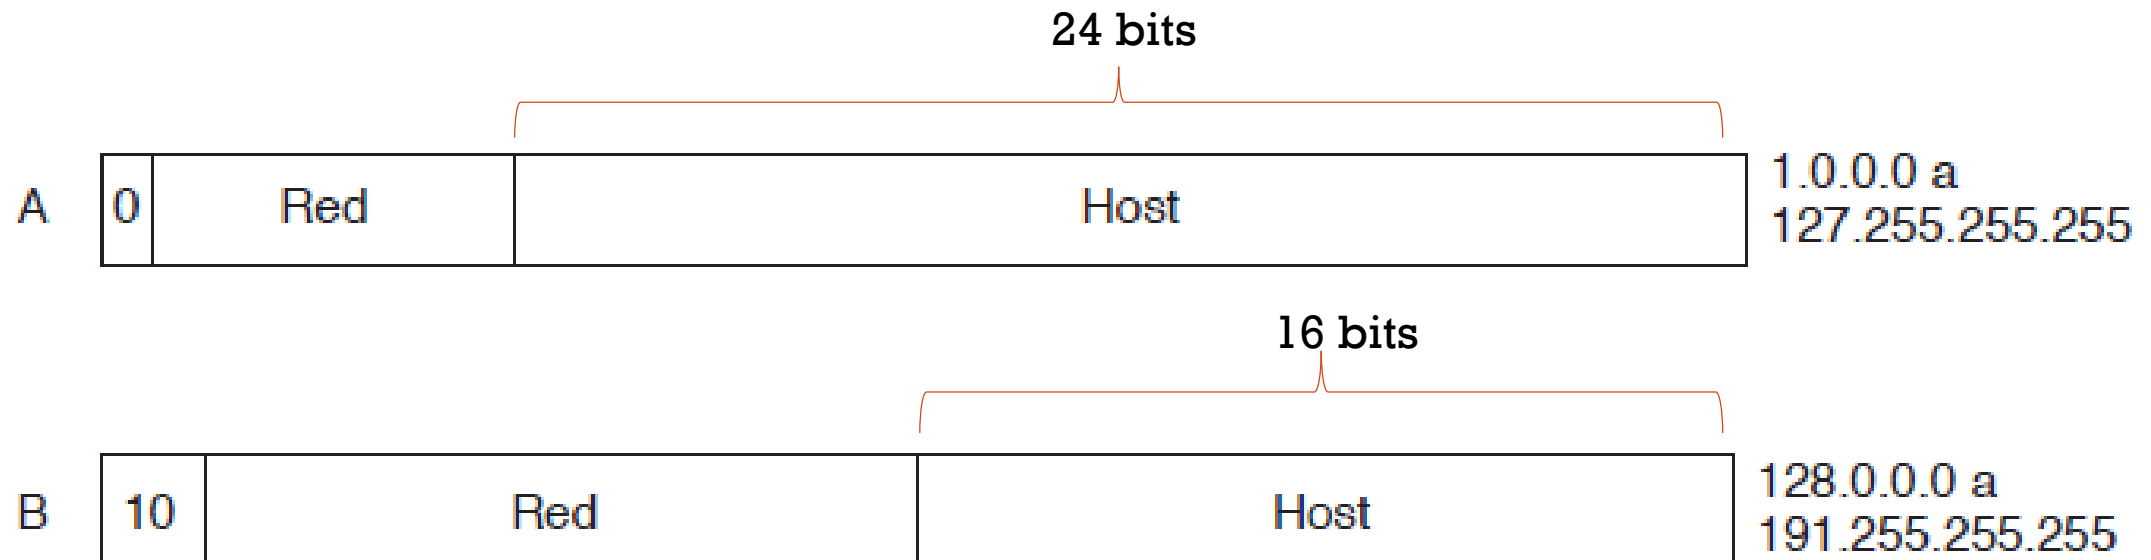 24 bits
A 0 Red Host 1.0.0.0 a
127.255.255.255
16 bits
B 10 Red Host 128.0.0.0 a
191.255.255.255